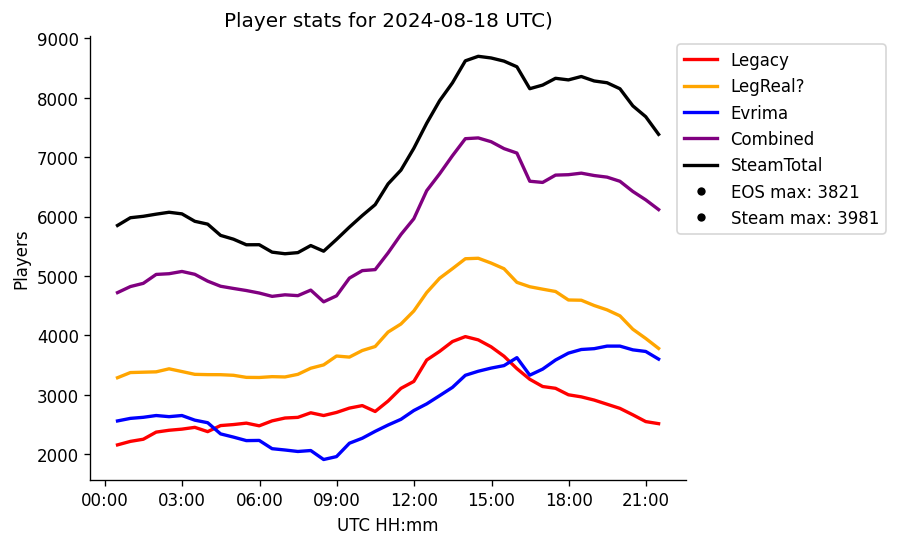 Player stats for 2024-08-18 UTC)
9000
8000
7000
6000
5000
4000
3000
2000
Players
00:00 03:00 06:00 09:00 12:00 15:00 18:00 21:00
UTC HH:mm
Legacy
LegReal?
Evrima
Combined
SteamTotal
EOS max: 3821
Steam max: 3981